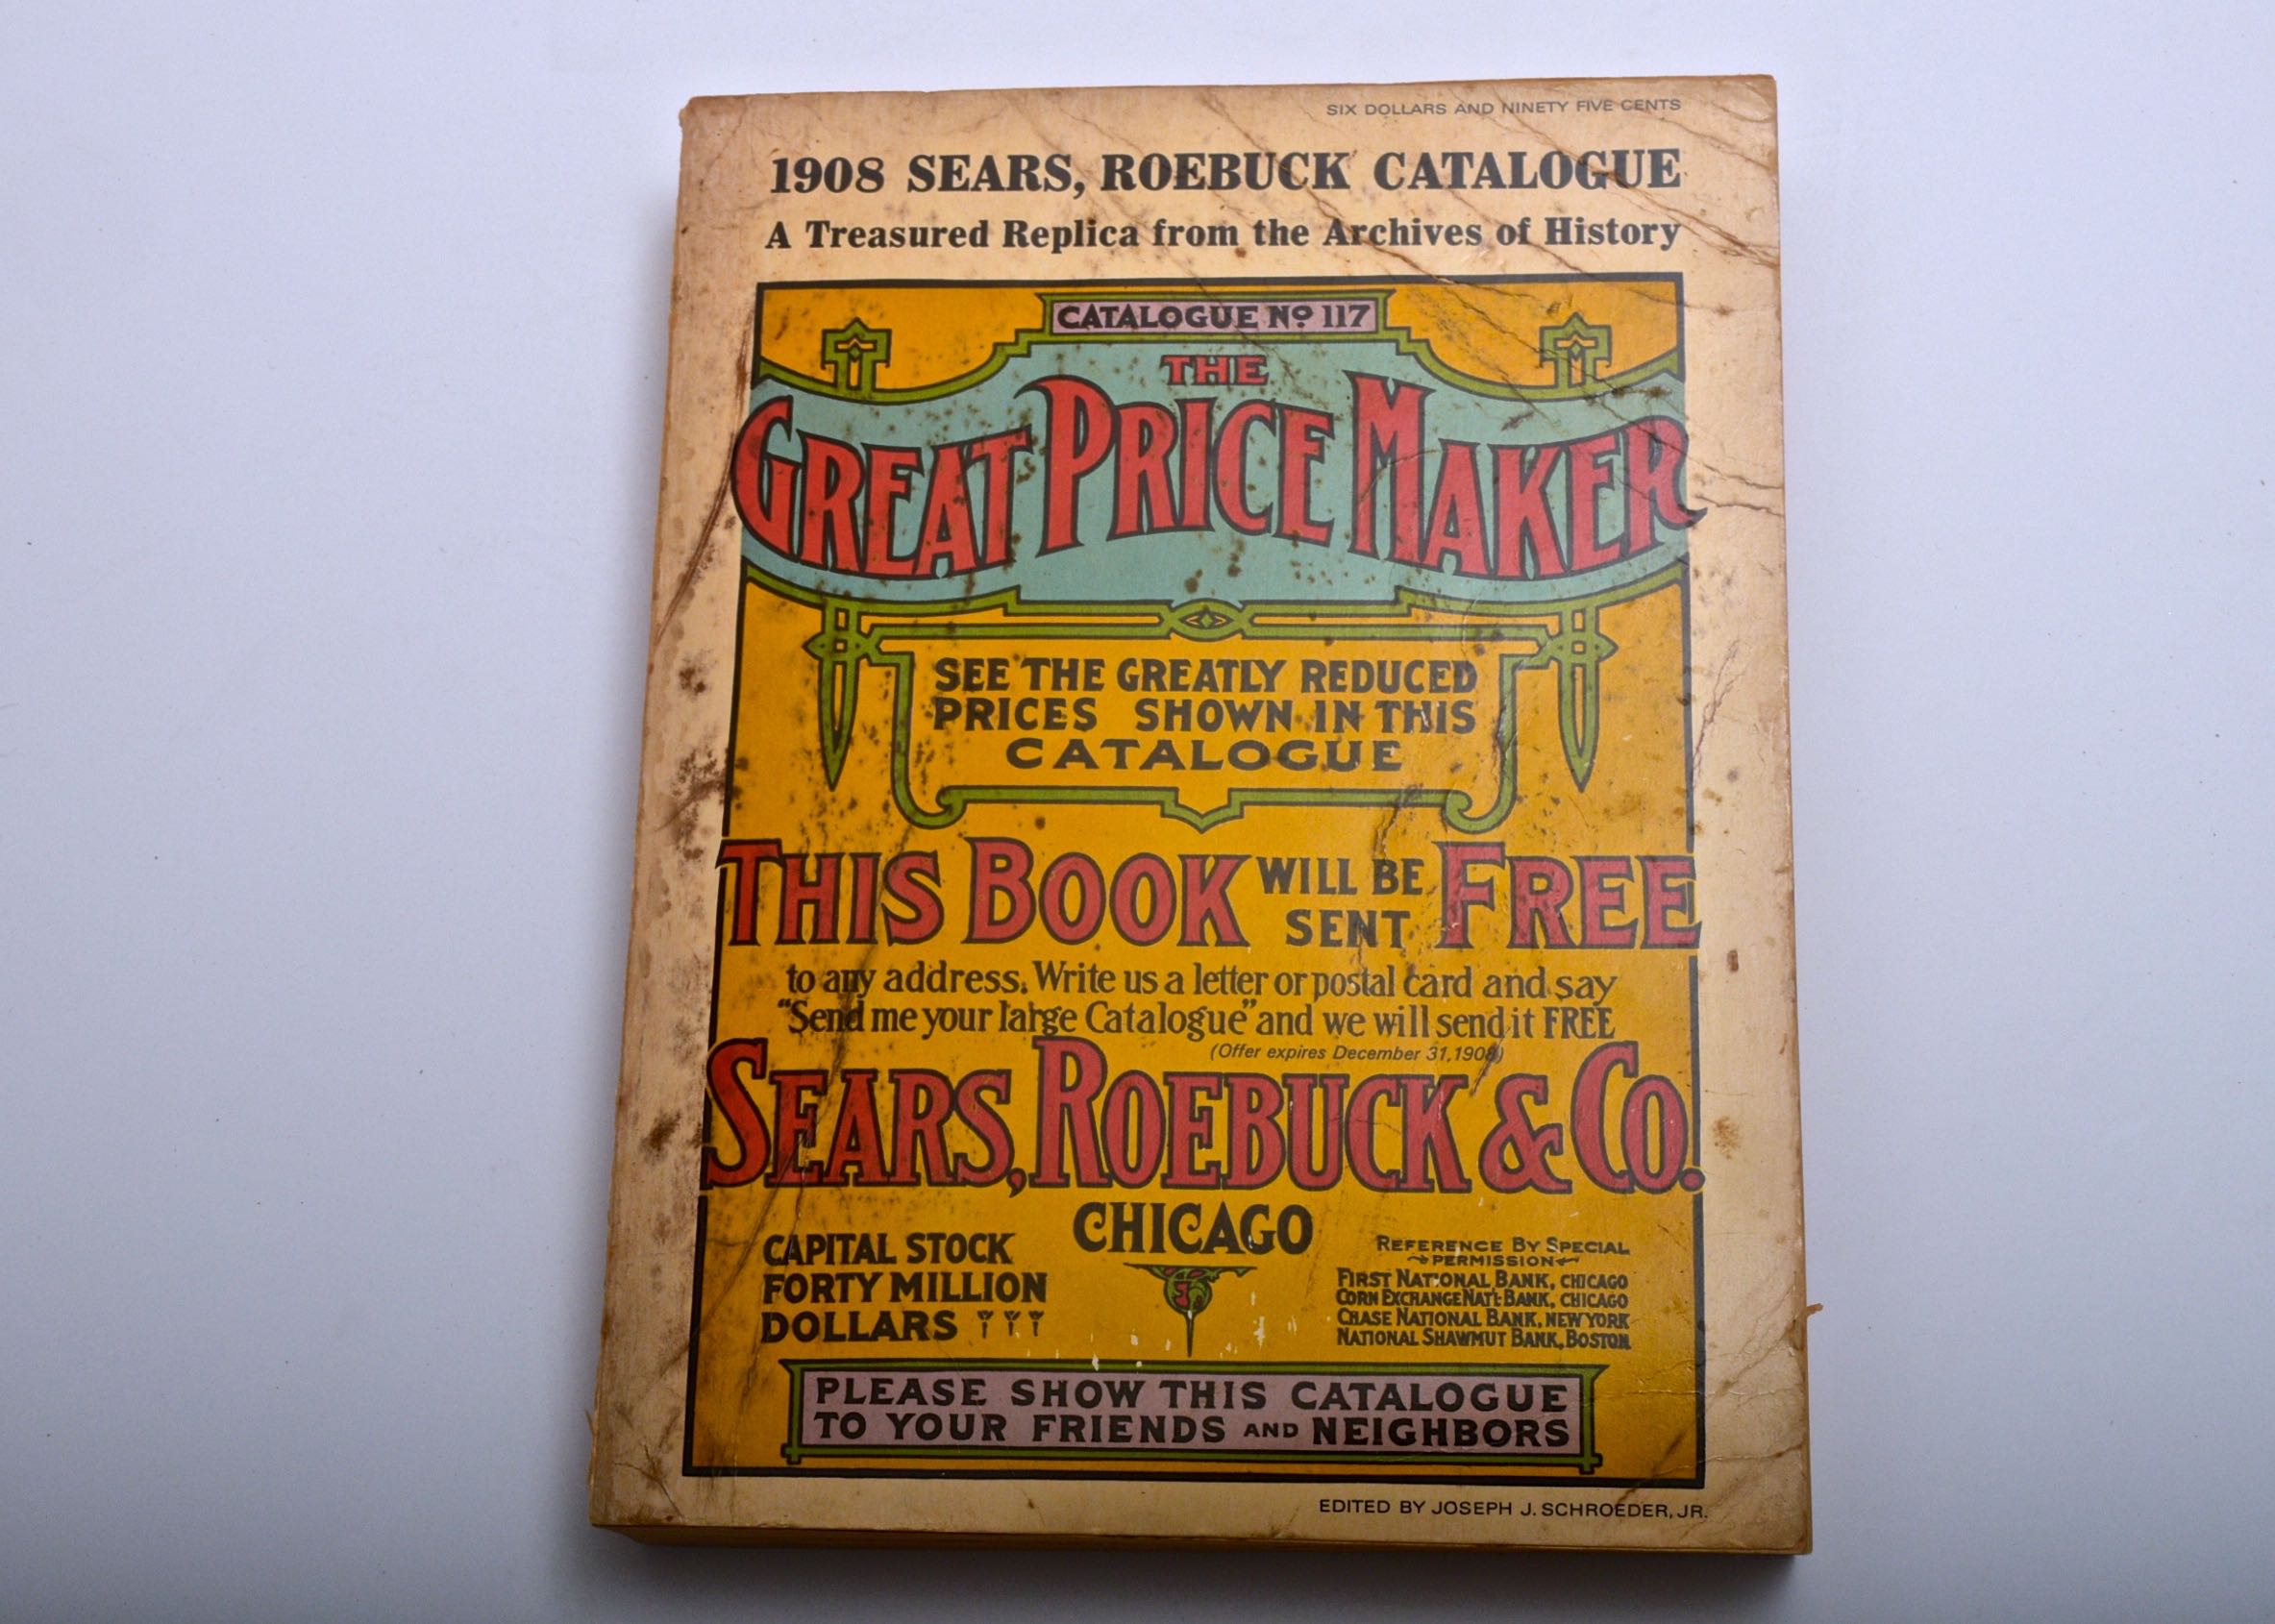 SIX DOLLARS AND NINETY FIVE CENTS
1908 SEARS, ROEBUCK CATALOGUE
A Treasured Replica from the Archives of History
CATALOGUE No 117
THE
GREAT PRICE MAKER
SEE THE GREATLY REDUCED
PRICES SHOWN IN THIS
CATALOGUE
THIS BOOK WILL BE SENT FREE
to any address. Write us a letter or postal card and say
"Send me your large Catalogue" and we will send it FREE
(Offer expires December 31, 1908)
SEARS, ROEBUCK & CO.
CHICAGO
CAPITAL STOCK
FORTY MILLION
DOLLARS
REFERENCE BY SPECIAL
PERMISSION
FIRST NATIONAL BANK, CHICAGO
CORN EXCHANGE NAT'L BANK, CHICAGO
CHASE NATIONAL BANK, NEW YORK
NATIONAL SHAWMUT BANK, BOSTON
PLEASE SHOW THIS CATALOGUE
TO YOUR FRIENDS AND NEIGHBORS
EDITED BY JOSEPH J. SCHROEDER, JR.